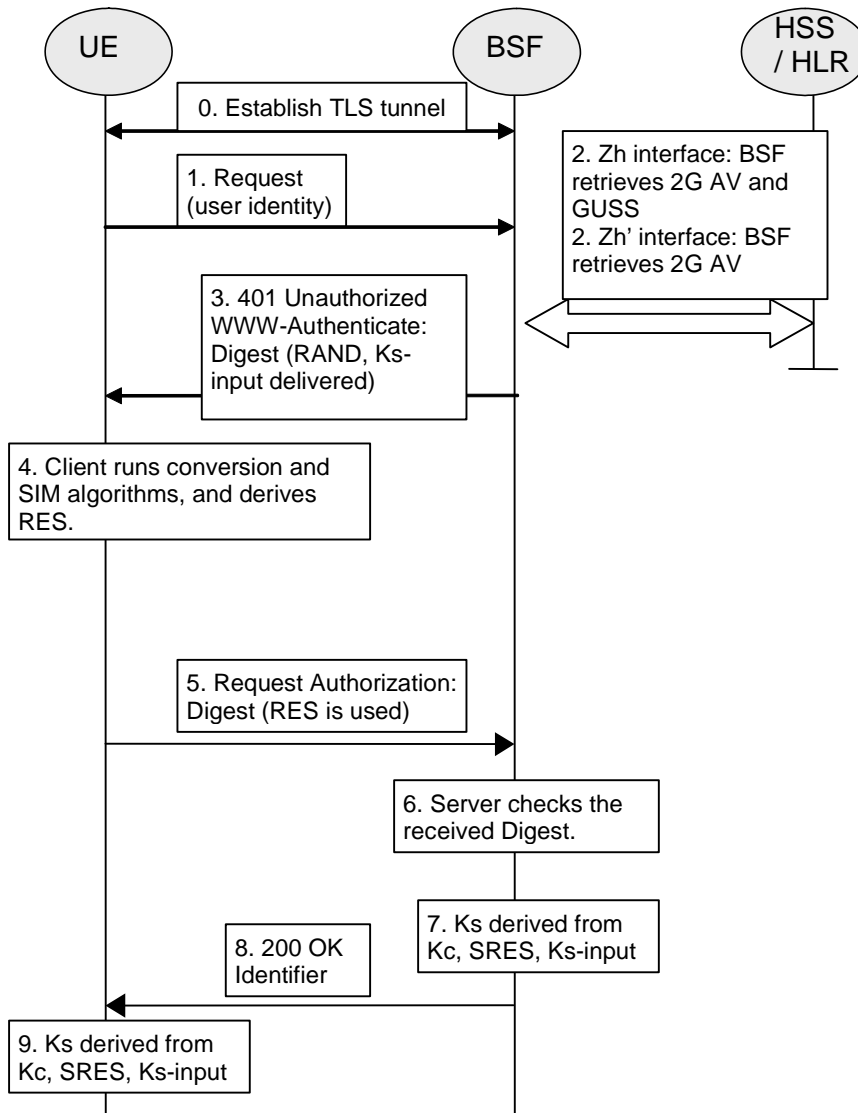 UE
BSF
HSS
/ HLR
0. Establish TLS tunnel
1. Request
(user identity)
2. Zh interface: BSF
retrieves 2G AV and
GUSS
2. Zh’ interface: BSF
retrieves 2G AV
3. 401 Unauthorized
WWW-Authenticate:
Digest (RAND, Ks-
input delivered)
4. Client runs conversion and
SIM algorithms, and derives
RES.
5. Request Authorization:
Digest (RES is used)
6. Server checks the
received Digest.
7. Ks derived from
Kc, SRES, Ks-input
8. 200 OK
Identifier
9. Ks derived from
Kc, SRES, Ks-input